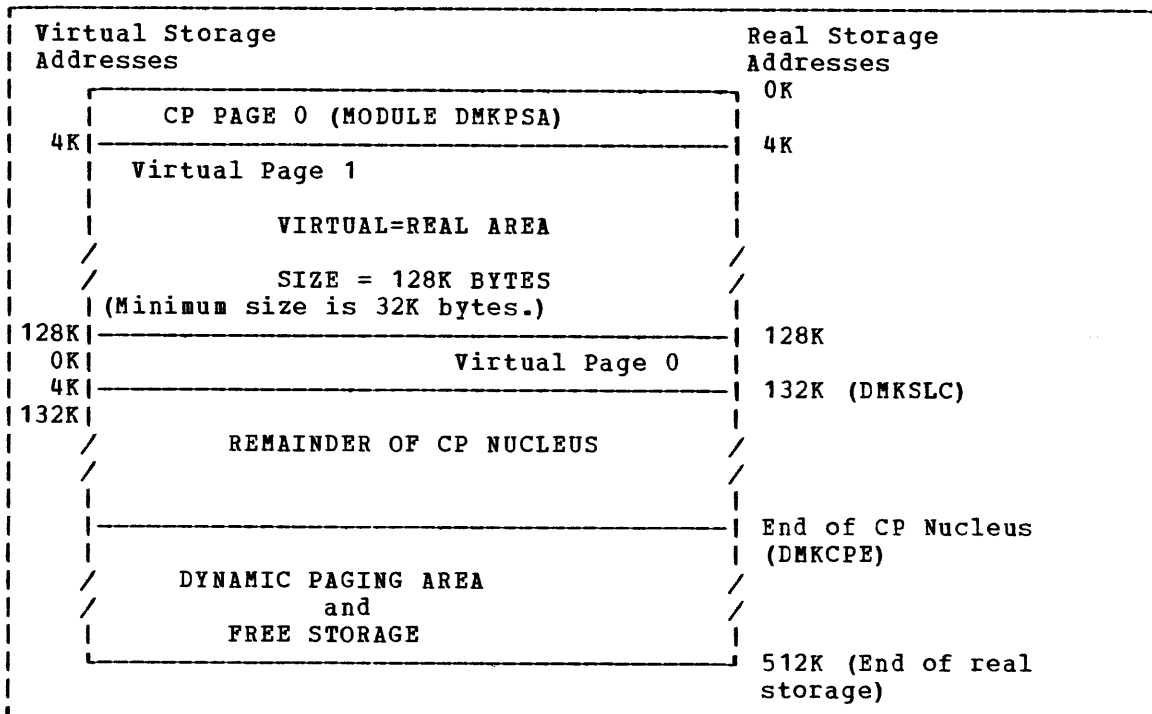 Virtual Storage Real Storage
Addresses Addresses
0K
CP PAGE 0 (MODULE DMKPSA)
4K 4K
Virtual Page 1
VIRTUAL=REAL AREA
SIZE = 128K BYTES
(Minimum size is 32K bytes.)
128K 128K
0K Virtual Page 0
4K 132K (DMKSLC)
132K
REMAINDER OF CP NUCLEUS
End of CP Nucleus
(DMKCPE)
DYNAMIC PAGING AREA
and
FREE STORAGE
512K (End of real
storage)